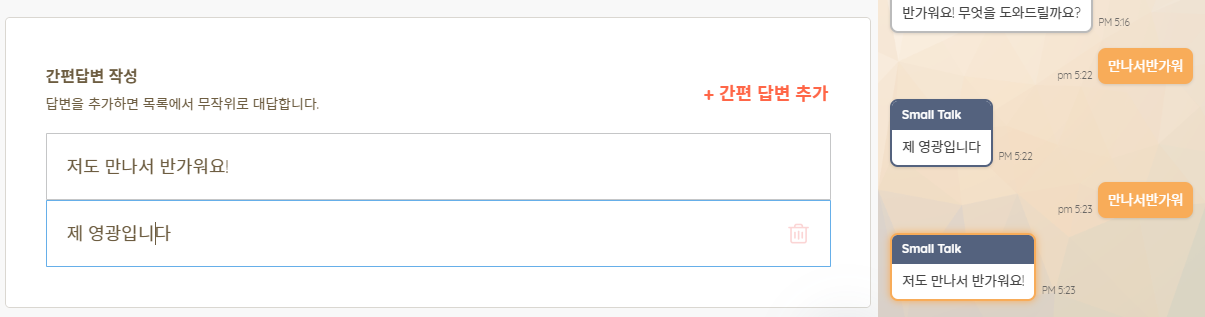 간편답변 작성
답변을 추가하면 목록에서 무작위로 대답합니다.
+ 간편 답변 추가
저도 만나서 반가워요!
제 영광입니다
반가워요! 무엇을 도와드릴까요?
PM 5:16
pm 5:22
만나서반가워
Small Talk
제 영광입니다
PM 5:22
pm 5:23
만나서반가워
Small Talk
저도 만나서 반가워요!
PM 5:23